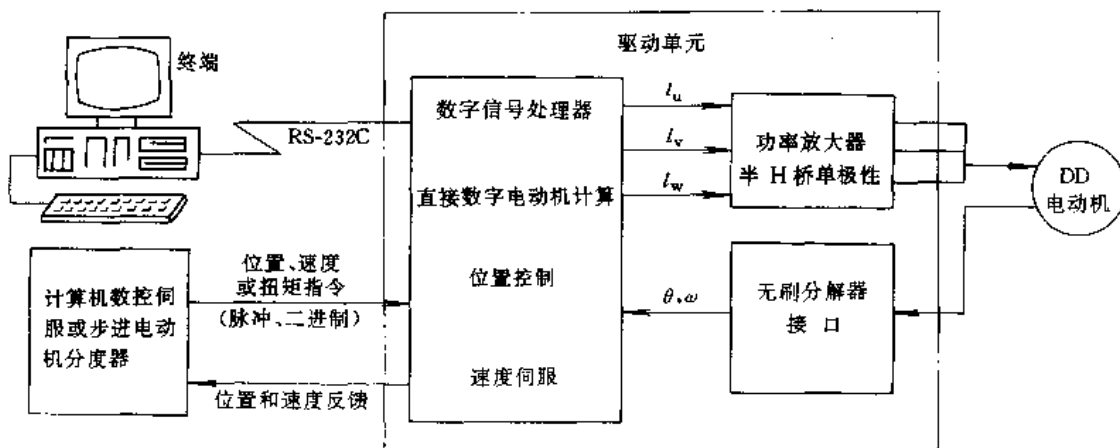 驱动单元
终端
RS-232C
数字信号处理器
直接数字电动机计算
位置控制
速度伺服
l_u
l_v
l_w
功率放大器
半 H 桥单极性
DD
电动机
计算机数控伺
服或步进电动
机分度器
位置、速度
或扭矩指令
(脉冲、二进制)
位置和速度反馈
θ、ω
无刷分解器
接 口